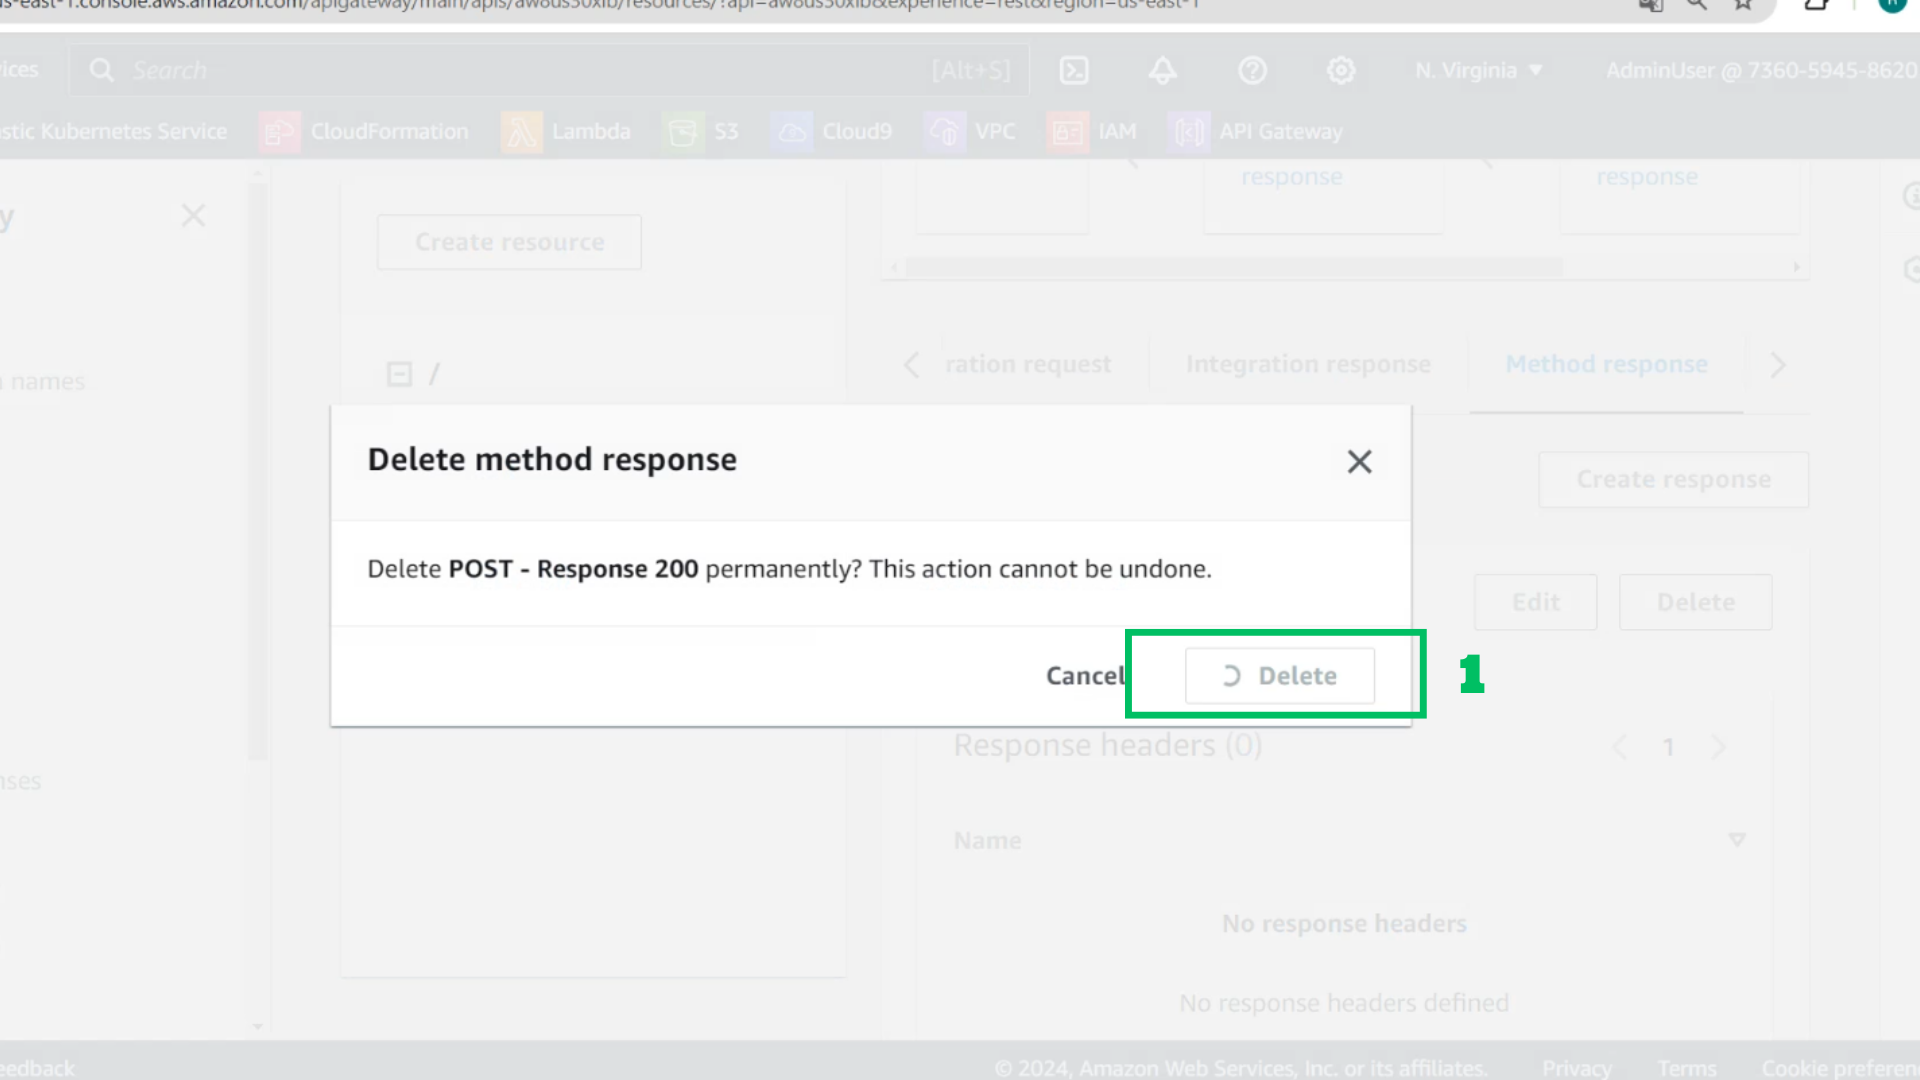 us-east-1.console.aws.amazon.com/apigateway/main/apis/aw8us30xib/resources/?api=aw8us30xib&experience=rest&region=us-east-1
ices
Search
[Alt+S]
N. Virginia
AdminUser @ 7360-5945-8620
stic Kubernetes Service
CloudFormation
Lambda
S3
Cloud9
VPC
IAM
API Gateway
response
response
y
Create resource
/
ration request
Integration response
Method response
names
Delete method response
Create response
Delete POST - Response 200 permanently? This action cannot be undone.
Edit
Delete
Cancel
Delete
1
Response headers (0)
1
nses
Name
No response headers
No response headers defined
eedback
© 2024, Amazon Web Services, Inc. or its affiliates.
Privacy
Terms
Cookie preferen